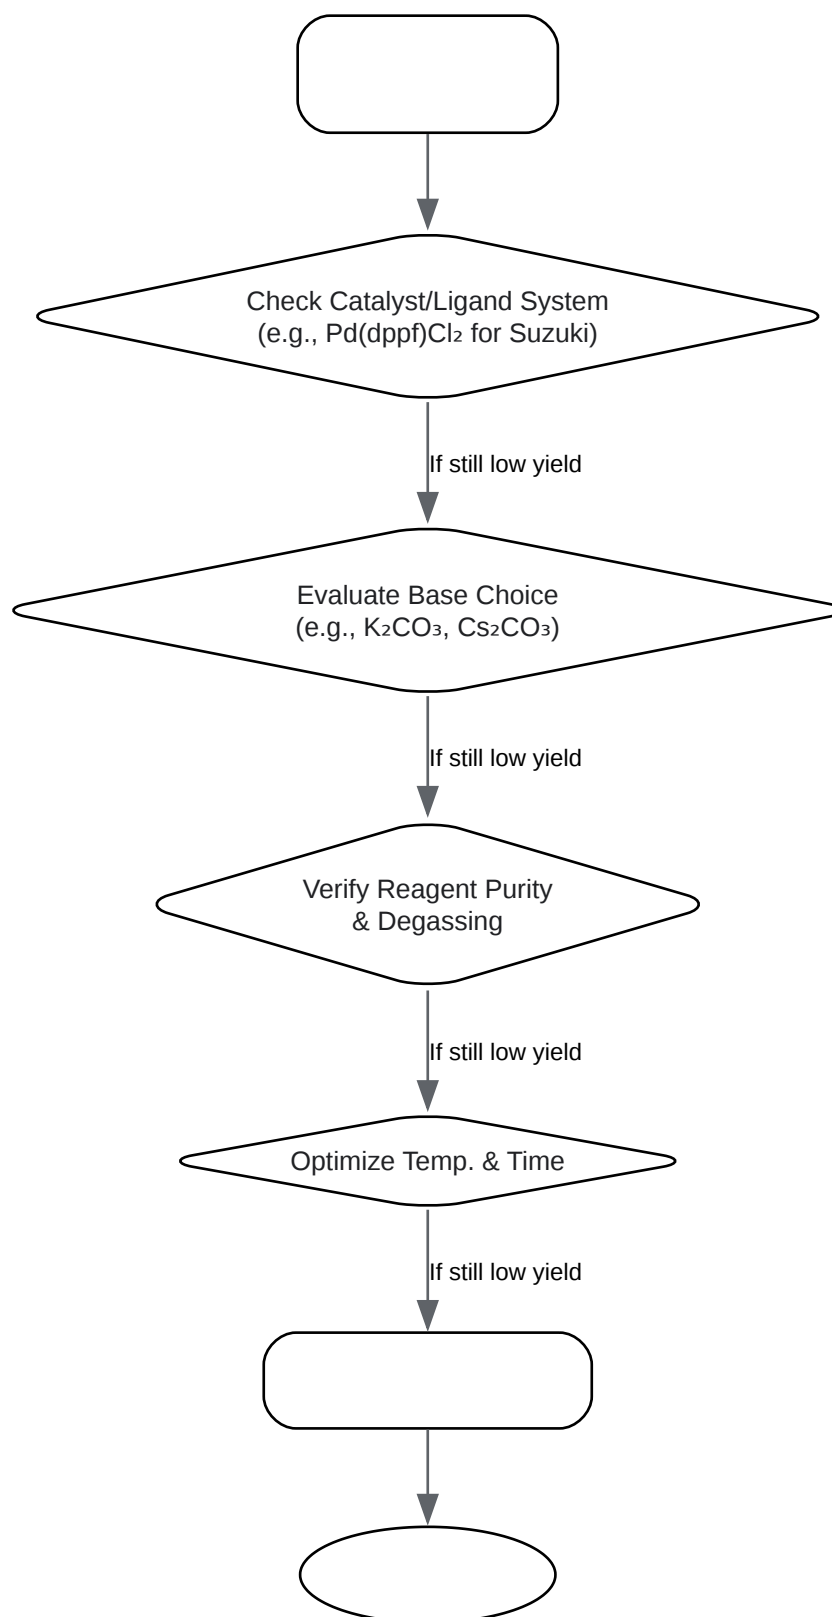 Check Catalyst/Ligand System
(e.g., Pd(dppf)Cl₂ for Suzuki)
If still low yield
Evaluate Base Choice
(e.g., K₂CO₃, Cs₂CO₃)
If still low yield
Verify Reagent Purity
& Degassing
If still low yield
Optimize Temp. & Time
If still low yield